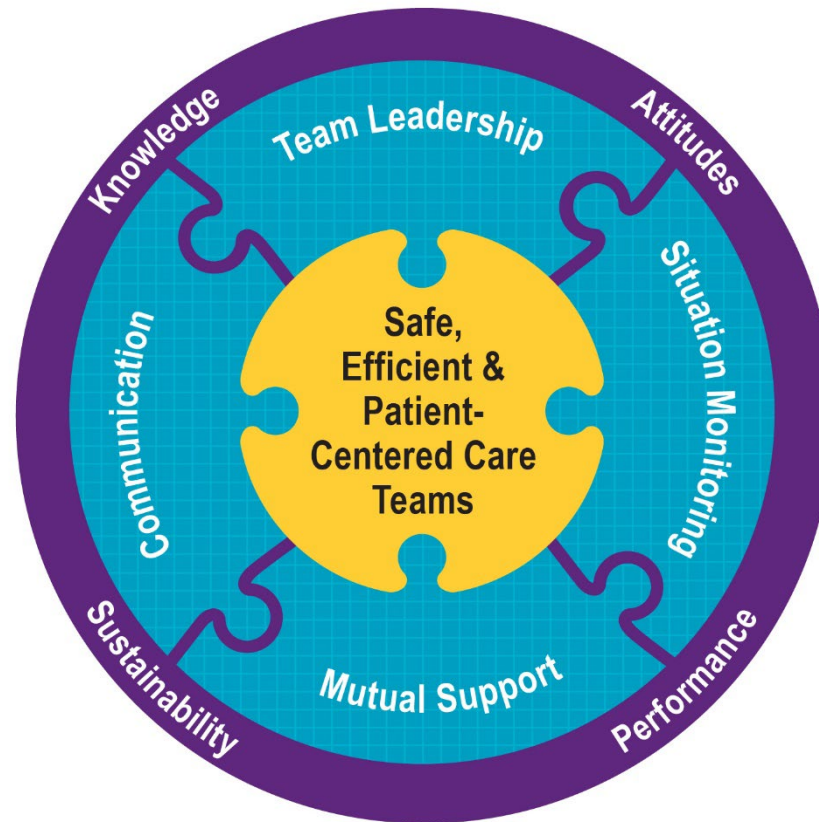 Knowledge
Attitudes
Team Leadership
Communication
Situation Monitoring
Safe,
Efficient &
Patient-
Centered Care
Teams
Mutual Support
Sustainability
Performance